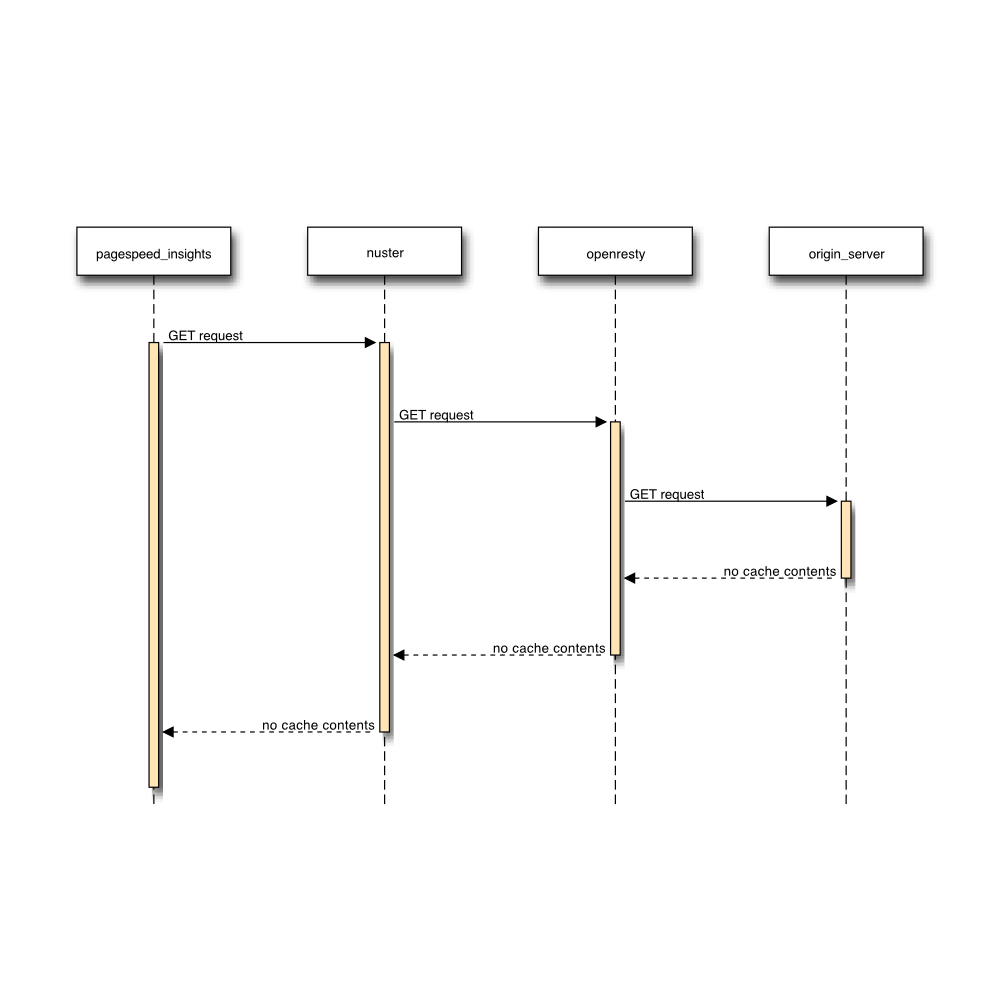 pagespeed_insights
nuster
openresty
origin_server
GET request
GET request
GET request
no cache contents
no cache contents
no cache contents